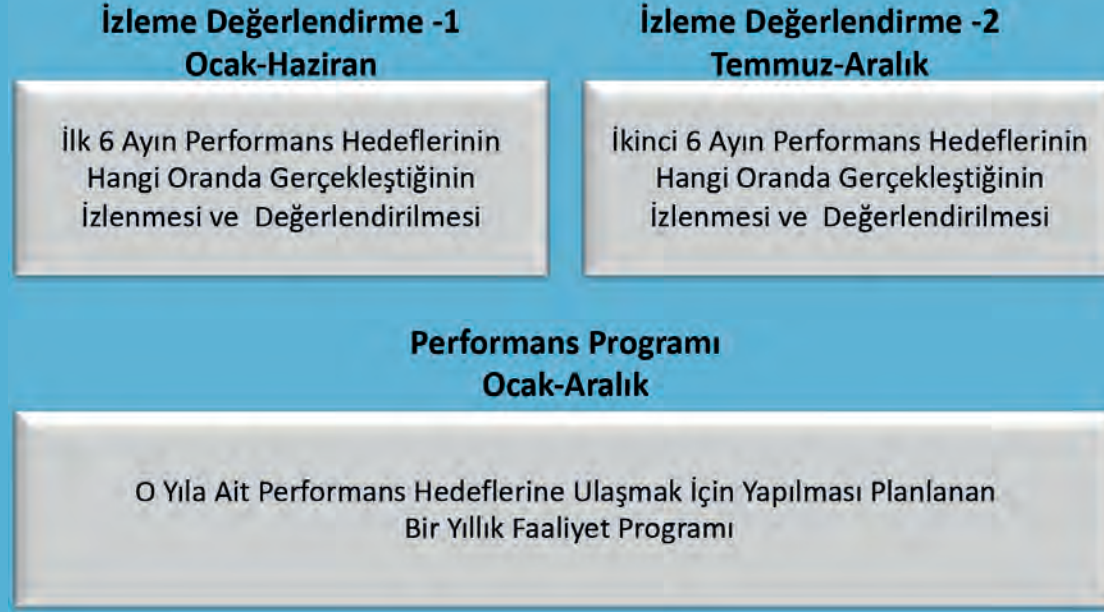 İzleme Değerlendirme -1
Ocak-Haziran
İlk 6 Ayın Performans Hedeflerinin
Hangi Oranda Gerçekleştiğinin
İzlenmesi ve Değerlendirilmesi
İzleme Değerlendirme -2
Temmuz-Aralık
İkinci 6 Ayın Performans Hedeflerinin
Hangi Oranda Gerçekleştiğinin
İzlenmesi ve Değerlendirilmesi
Performans Programı
Ocak-Aralık
O Yıla Ait Performans Hedeflerine Ulaşmak İçin Yapılması Planlanan
Bir Yıllık Faaliyet Programı